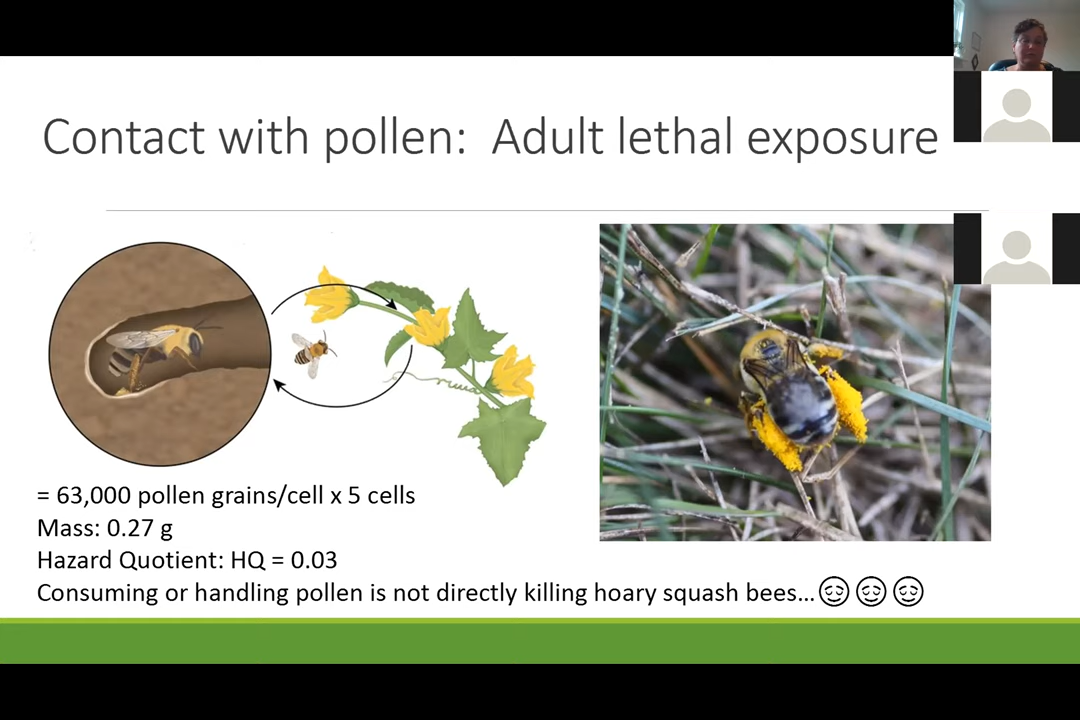 Contact with pollen: Adult lethal exposure
= 63,000 pollen grains/cell x 5 cells
Mass: 0.27 g
Hazard Quotient: HQ = 0.03
Consuming or handling pollen is not directly killing hoary squash bees…